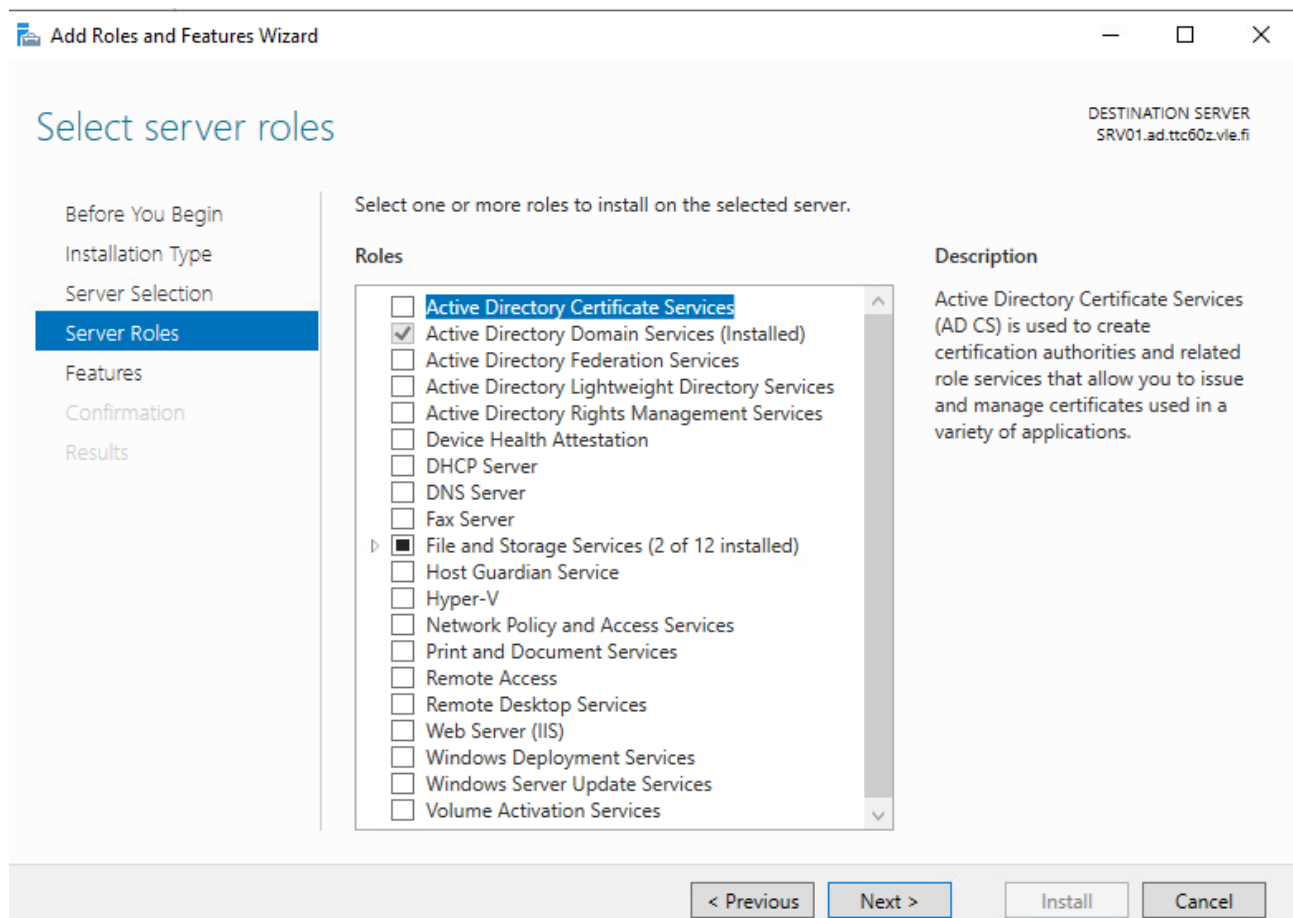 Add Roles and Features Wizard
Select server roles
DESTINATION SERVER
SRV01.ad.ttc60z.vle.fi
Before You Begin
Installation Type
Server Selection
Server Roles
Features
Confirmation
Results
Select one or more roles to install on the selected server.
Roles
Active Directory Certificate Services
Active Directory Domain Services (Installed)
Active Directory Federation Services
Active Directory Lightweight Directory Services
Active Directory Rights Management Services
Device Health Attestation
DHCP Server
DNS Server
Fax Server
File and Storage Services (2 of 12 installed)
Host Guardian Service
Hyper-V
Network Policy and Access Services
Print and Document Services
Remote Access
Remote Desktop Services
Web Server (IIS)
Windows Deployment Services
Windows Server Update Services
Volume Activation Services
Description
Active Directory Certificate Services
(AD CS) is used to create
certification authorities and related
role services that allow you to issue
and manage certificates used in a
variety of applications.
< Previous
Next >
Install
Cancel